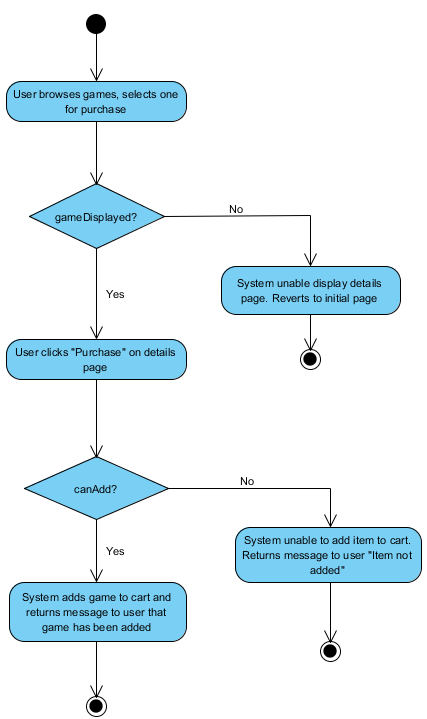 User browses games, selects one
for purchase
gameDisplayed?
No
System unable display details
page. Reverts to initial page
Yes
User clicks "Purchase" on details
page
canAdd?
No
System unable to add item to cart.
Returns message to user "Item not
added"
Yes
System adds game to cart and
returns message to user that
game has been added